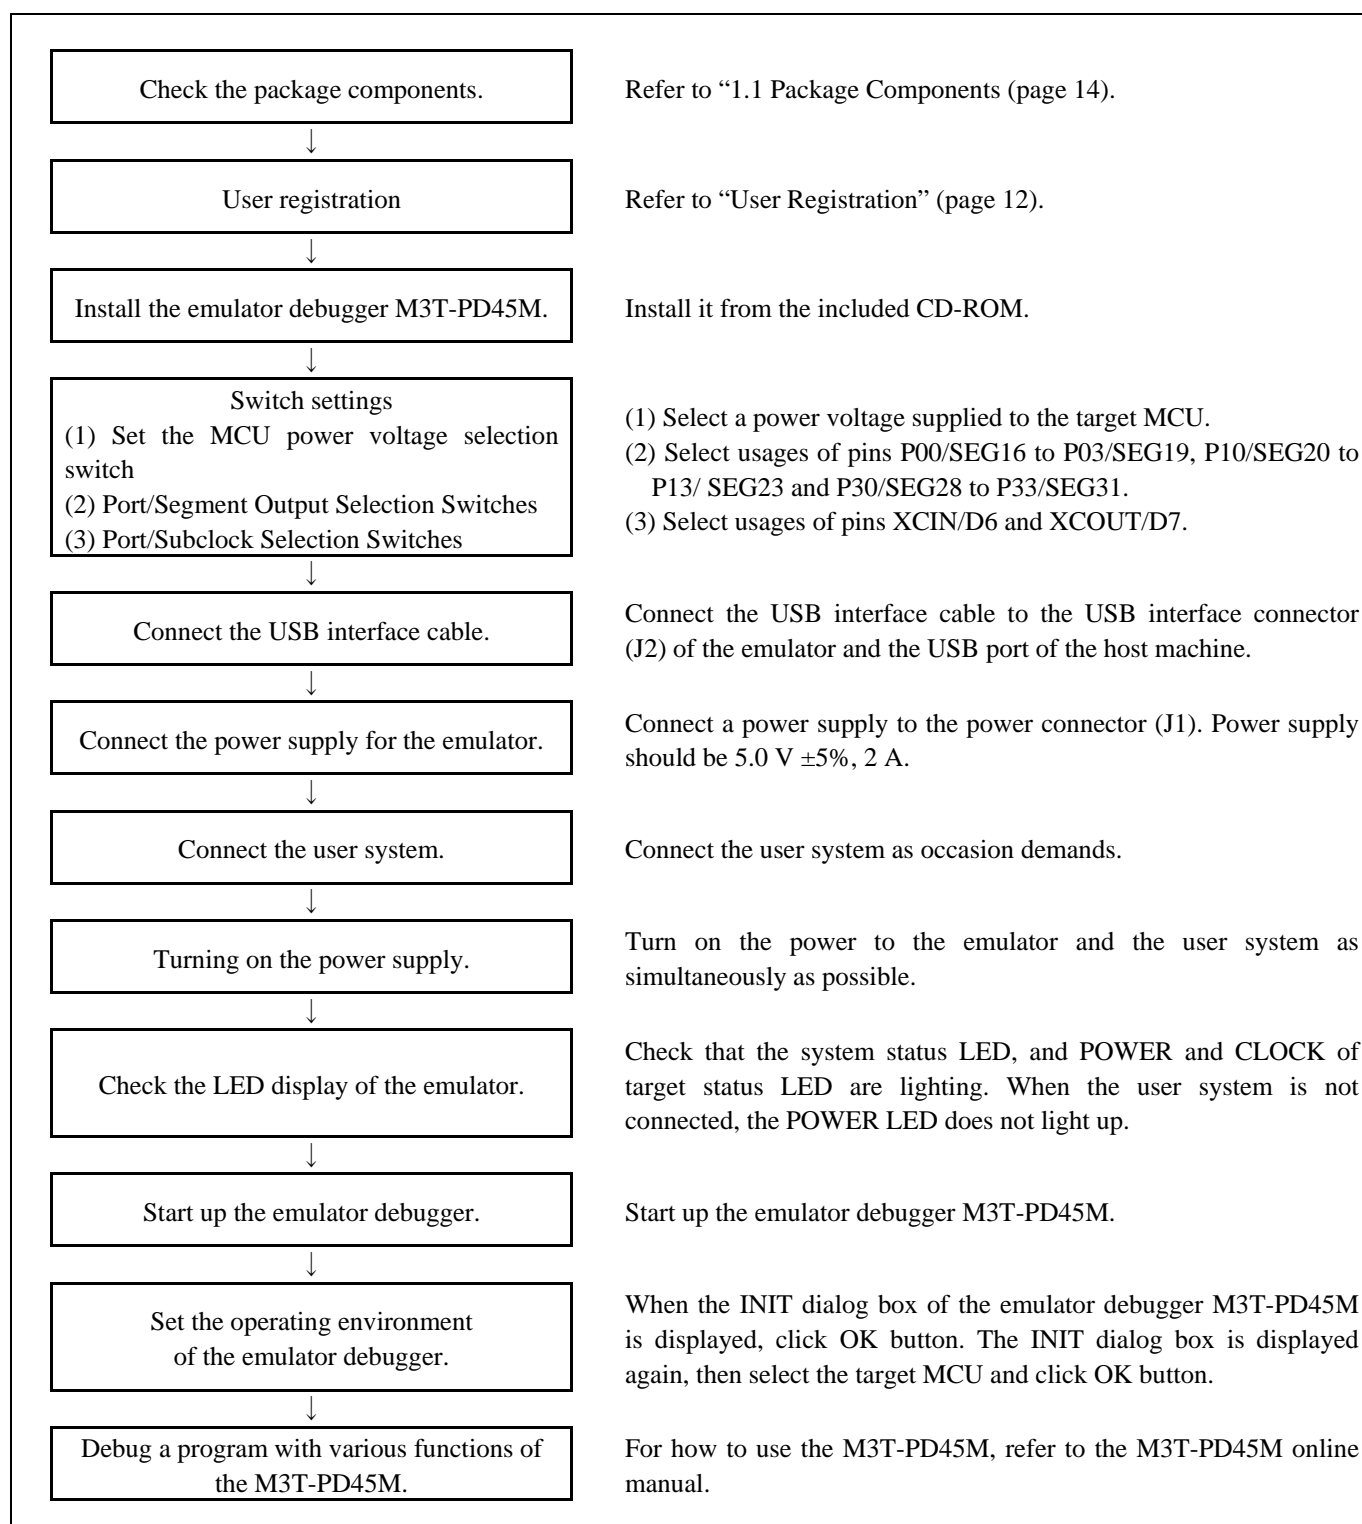 Check the package components.
Refer to “1.1 Package Components (page 14).
↓
User registration
Refer to “User Registration” (page 12).
↓
Install the emulator debugger M3T-PD45M.
Install it from the included CD-ROM.
↓
Switch settings
(1) Set the MCU power voltage selection
switch
(2) Port/Segment Output Selection Switches
(3) Port/Subclock Selection Switches
(1) Select a power voltage supplied to the target MCU.
(2) Select usages of pins P00/SEG16 to P03/SEG19, P10/SEG20 to
P13/ SEG23 and P30/SEG28 to P33/SEG31.
(3) Select usages of pins XCIN/D6 and XCOUT/D7.
↓
Connect the USB interface cable.
Connect the USB interface cable to the USB interface connector
(J2) of the emulator and the USB port of the host machine.
↓
Connect the power supply for the emulator.
Connect a power supply to the power connector (J1). Power supply
should be 5.0 V ±5%, 2 A.
↓
Connect the user system.
Connect the user system as occasion demands.
↓
Turning on the power supply.
Turn on the power to the emulator and the user system as
simultaneously as possible.
↓
Check the LED display of the emulator.
Check that the system status LED, and POWER and CLOCK of
target status LED are lighting. When the user system is not
connected, the POWER LED does not light up.
↓
Start up the emulator debugger.
Start up the emulator debugger M3T-PD45M.
↓
Set the operating environment
of the emulator debugger.
When the INIT dialog box of the emulator debugger M3T-PD45M
is displayed, click OK button. The INIT dialog box is displayed
again, then select the target MCU and click OK button.
↓
Debug a program with various functions of
the M3T-PD45M.
For how to use the M3T-PD45M, refer to the M3T-PD45M online
manual.